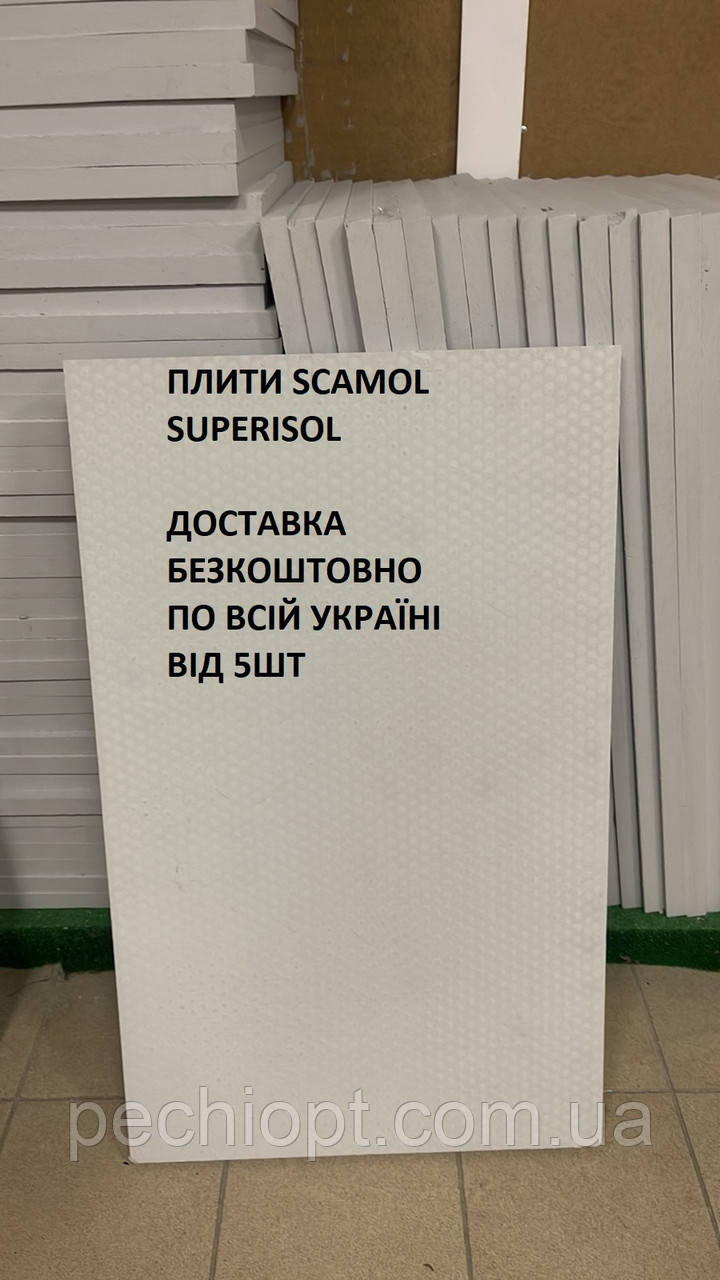 ПЛИТИ SCAMOL
SUPERISOL
ДОСТАВКА
БЕЗКОШТОВНО
ПО ВСІЙ УКРАЇНІ
ВІД 5ШТ
pechiopt.com.ua